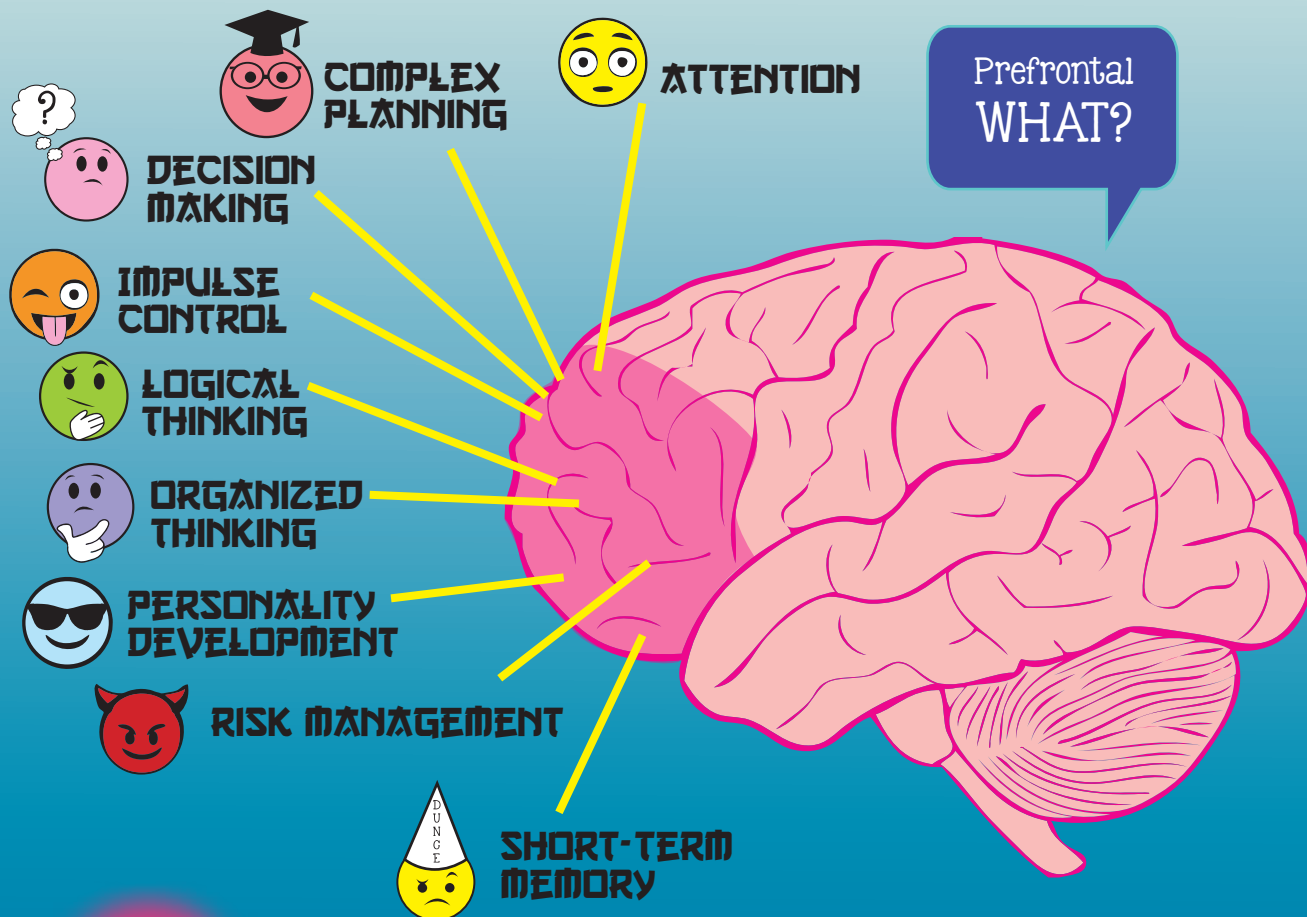 COMPLEX
PLANNING
ATTENTION
Prefrontal
WHAT?
?
DECISION
MAKING
IMPULSE
CONTROL
LOGICAL
THINKING
ORGANIZED
THINKING
PERSONALITY
DEVELOPMENT
RISK MANAGEMENT
DUNCE
SHORT-TERM
MEMORY